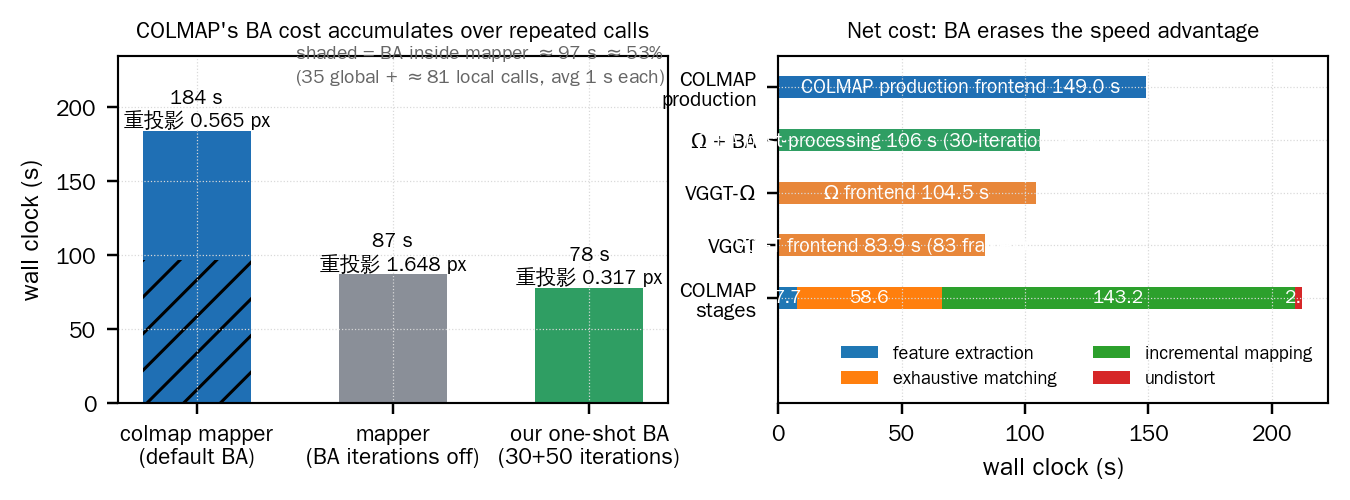 COLMAP's BA cost accumulates over repeated calls
shaded = BA inside mapper ≈ 97 s ≈ 53%
(35 global + ≈ 81 local calls, avg 1 s each)
184 s
重投影 0.565 px
87 s
重投影 1.648 px
78 s
重投影 0.317 px
wall clock (s)
200
150
100
50
0
colmap mapper
(default BA)
mapper
(BA iterations off)
our one-shot BA
(30+50 iterations)
Net cost: BA erases the speed advantage
COLMAP
production
COLMAP production frontend 149.0 s
Ω + BA
t-processing 106 s (30-iteration
VGGT-Ω
Ω frontend 104.5 s
VGGT
frontend 83.9 s (83 fra
COLMAP
stages
7.7
58.6
143.2
2.
feature extraction
exhaustive matching
incremental mapping
undistort
0
50
100
150
200
wall clock (s)